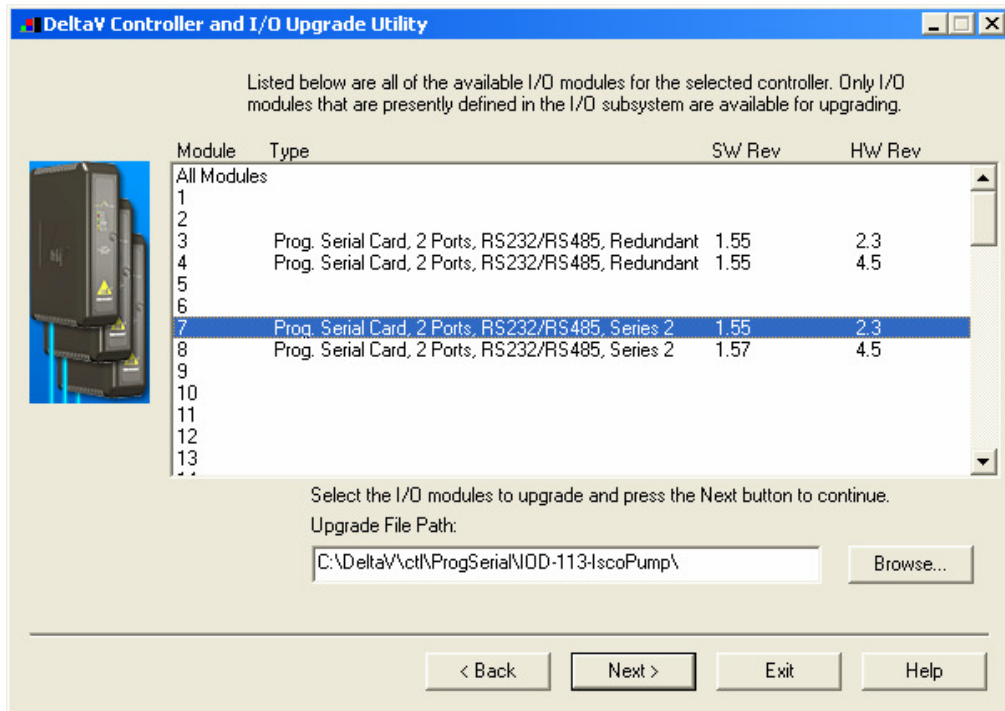 DeltaV Controller and I/O Upgrade Utility
Listed below are all of the available I/O modules for the selected controller. Only I/O
modules that are presently defined in the I/O subsystem are available for upgrading.
Module Type SW Rev HW Rev
All Modules
1
2
3 Prog. Serial Card, 2 Ports, RS232/RS485, Redundant 1.55 2.3
4 Prog. Serial Card, 2 Ports, RS232/RS485, Redundant 1.55 4.5
5
6
7 Prog. Serial Card, 2 Ports, RS232/RS485, Series 2 1.55 2.3
8 Prog. Serial Card, 2 Ports, RS232/RS485, Series 2 1.57 4.5
9
10
11
12
13
Select the I/O modules to upgrade and press the Next button to continue.
Upgrade File Path:
C:\DeltaV\ctl\ProgSerial\IOD-113-IscoPump\
Browse...
< Back Next > Exit Help